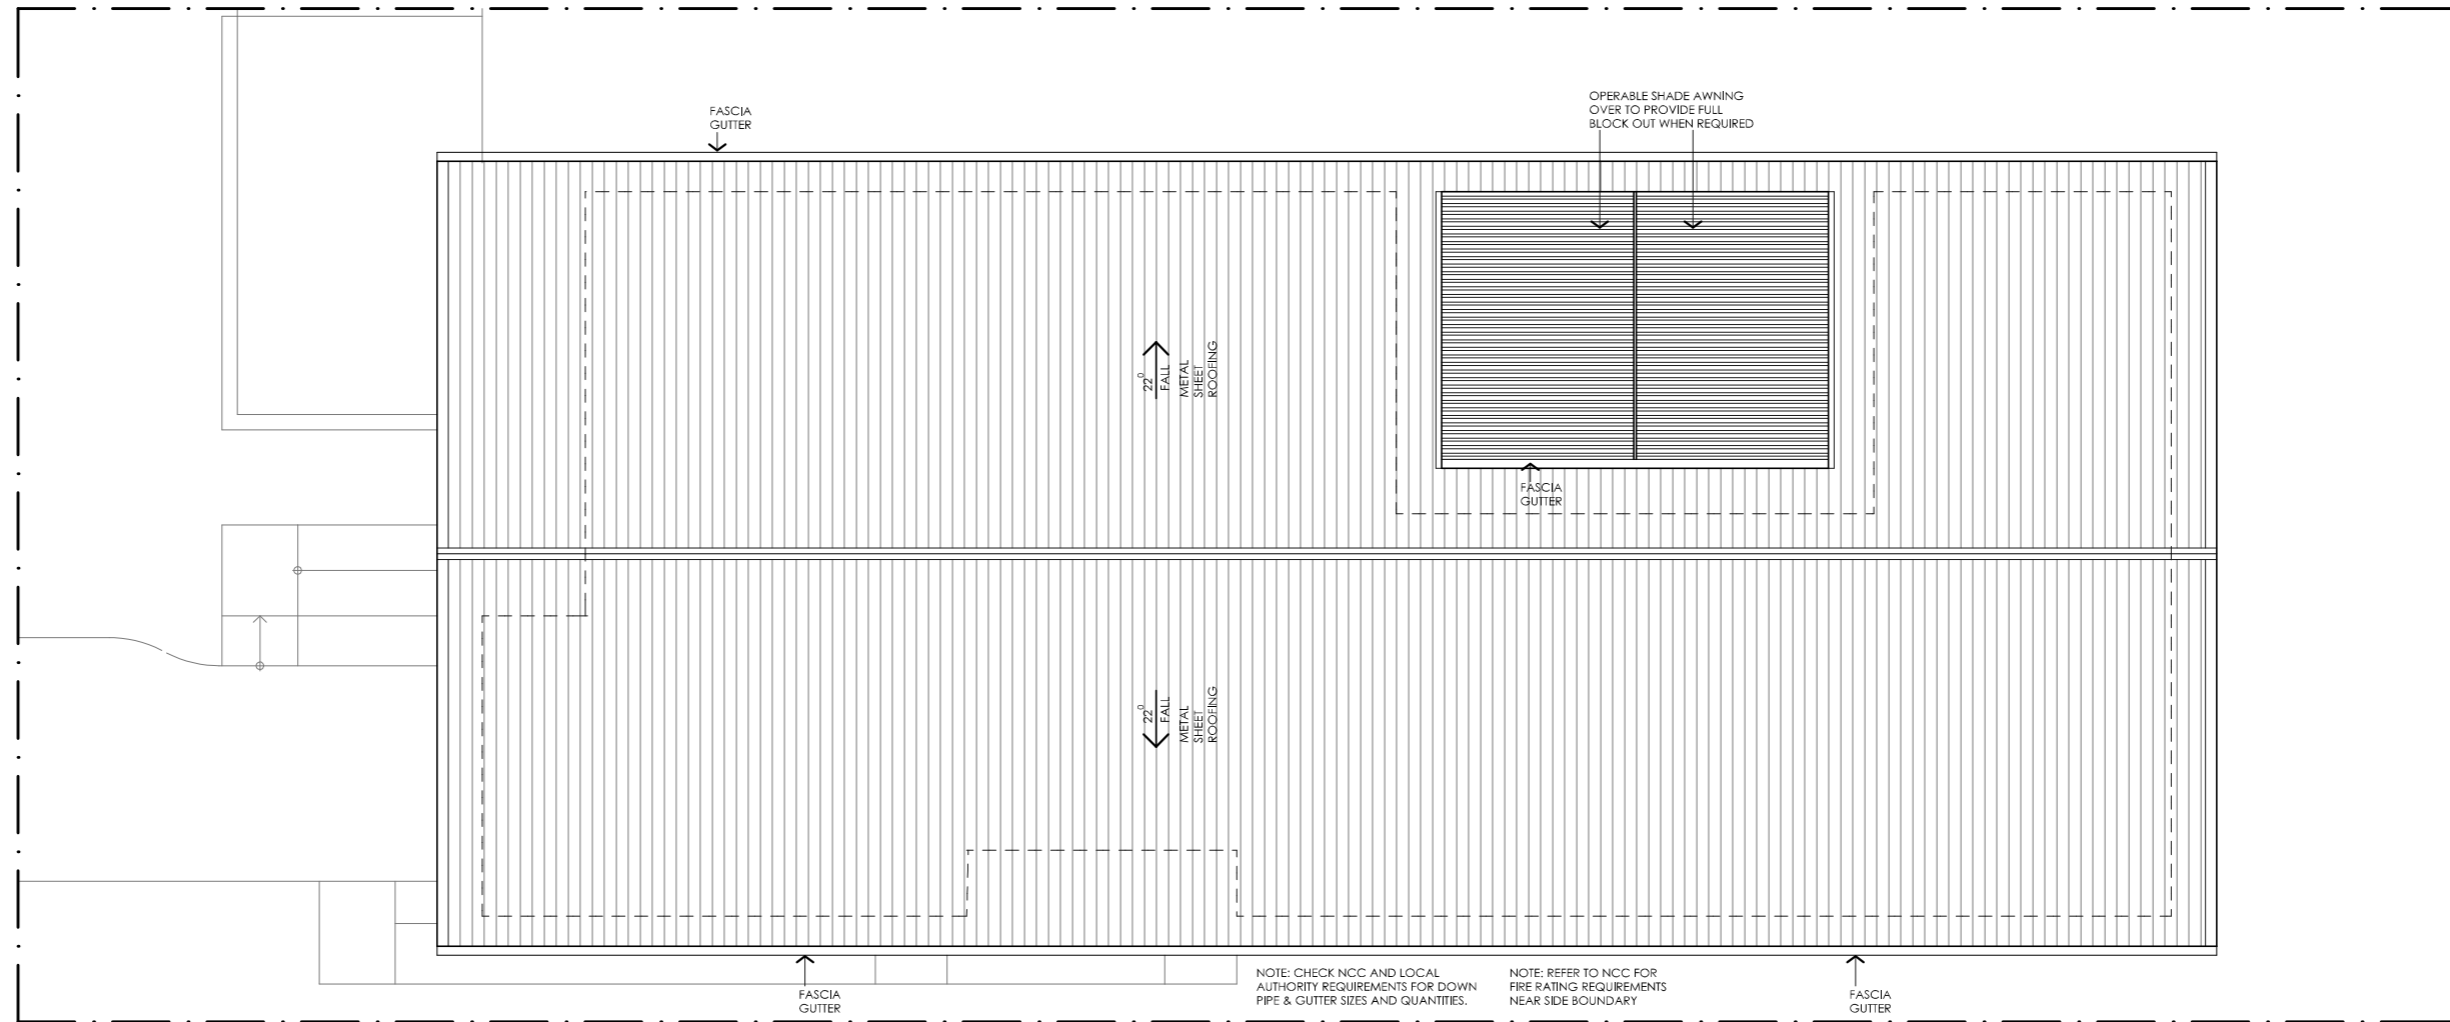 FASCIA
GUTTER
OPERABLE SHADE AWNING
OVER TO PROVIDE FULL
BLOCK OUT WHEN REQUIRED
22⁰
FALL
METAL
SHEET
ROOFING
FASCIA
GUTTER
22⁰
FALL
METAL
SHEET
ROOFING
FASCIA
GUTTER
NOTE: CHECK NCC AND LOCAL
AUTHORITY REQUIREMENTS FOR DOWN
PIPE & GUTTER SIZES AND QUANTITIES.
NOTE: REFER TO NCC FOR
FIRE RATING REQUIREMENTS
NEAR SIDE BOUNDARY
FASCIA
GUTTER